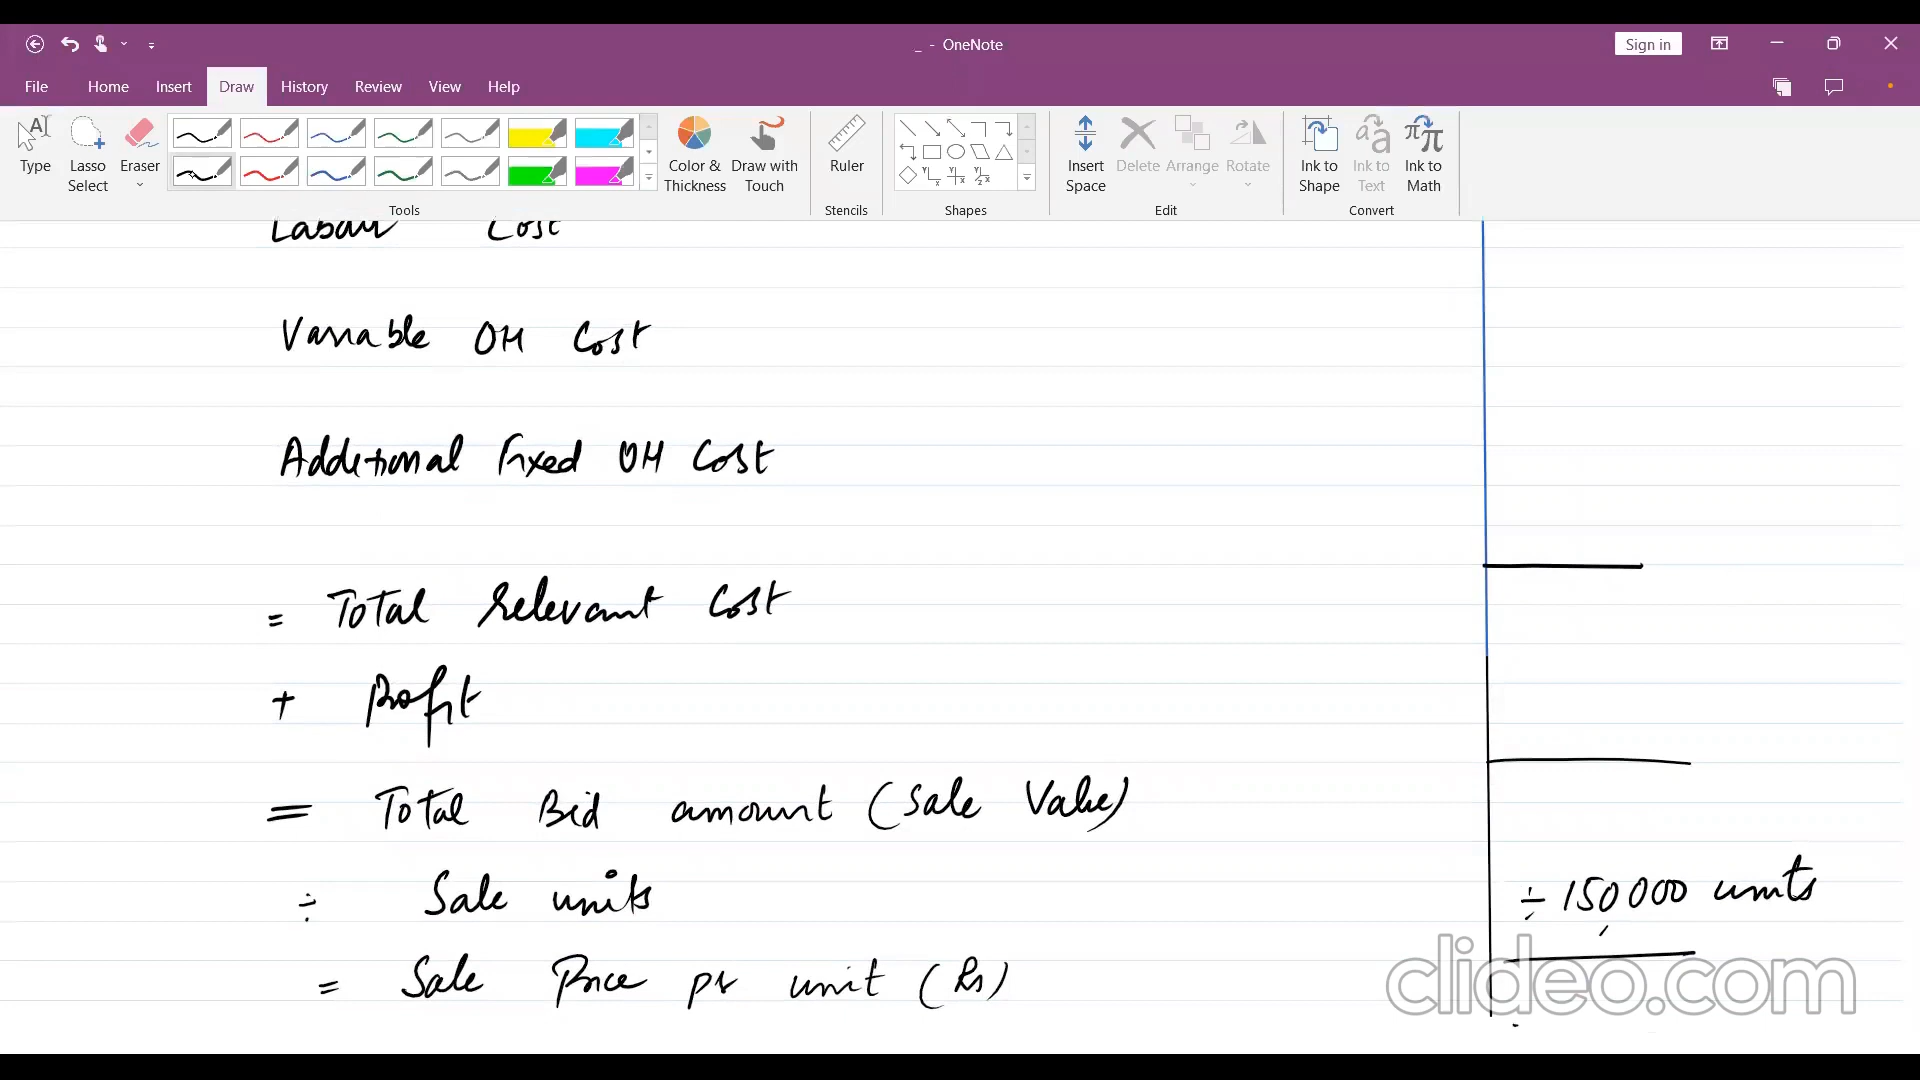 _ - OneNote
Sign in
File Home Insert Draw History Review View Help
Type
Lasso Select
Eraser
Color & Thickness
Draw with Touch
Ruler
Insert Space
Delete
Arrange
Rotate
Ink to Shape
Ink to Text
Ink to Math
Tools Stencils Shapes Edit Convert
Labour Cost
Variable OH Cost
Additional Fixed OH Cost
= Total Relevant Cost
+ Profit
= Total Bid amount (Sale Value)
÷ Sale units ÷ 150000 units
= Sale Price per unit (Rs)
clideo.com